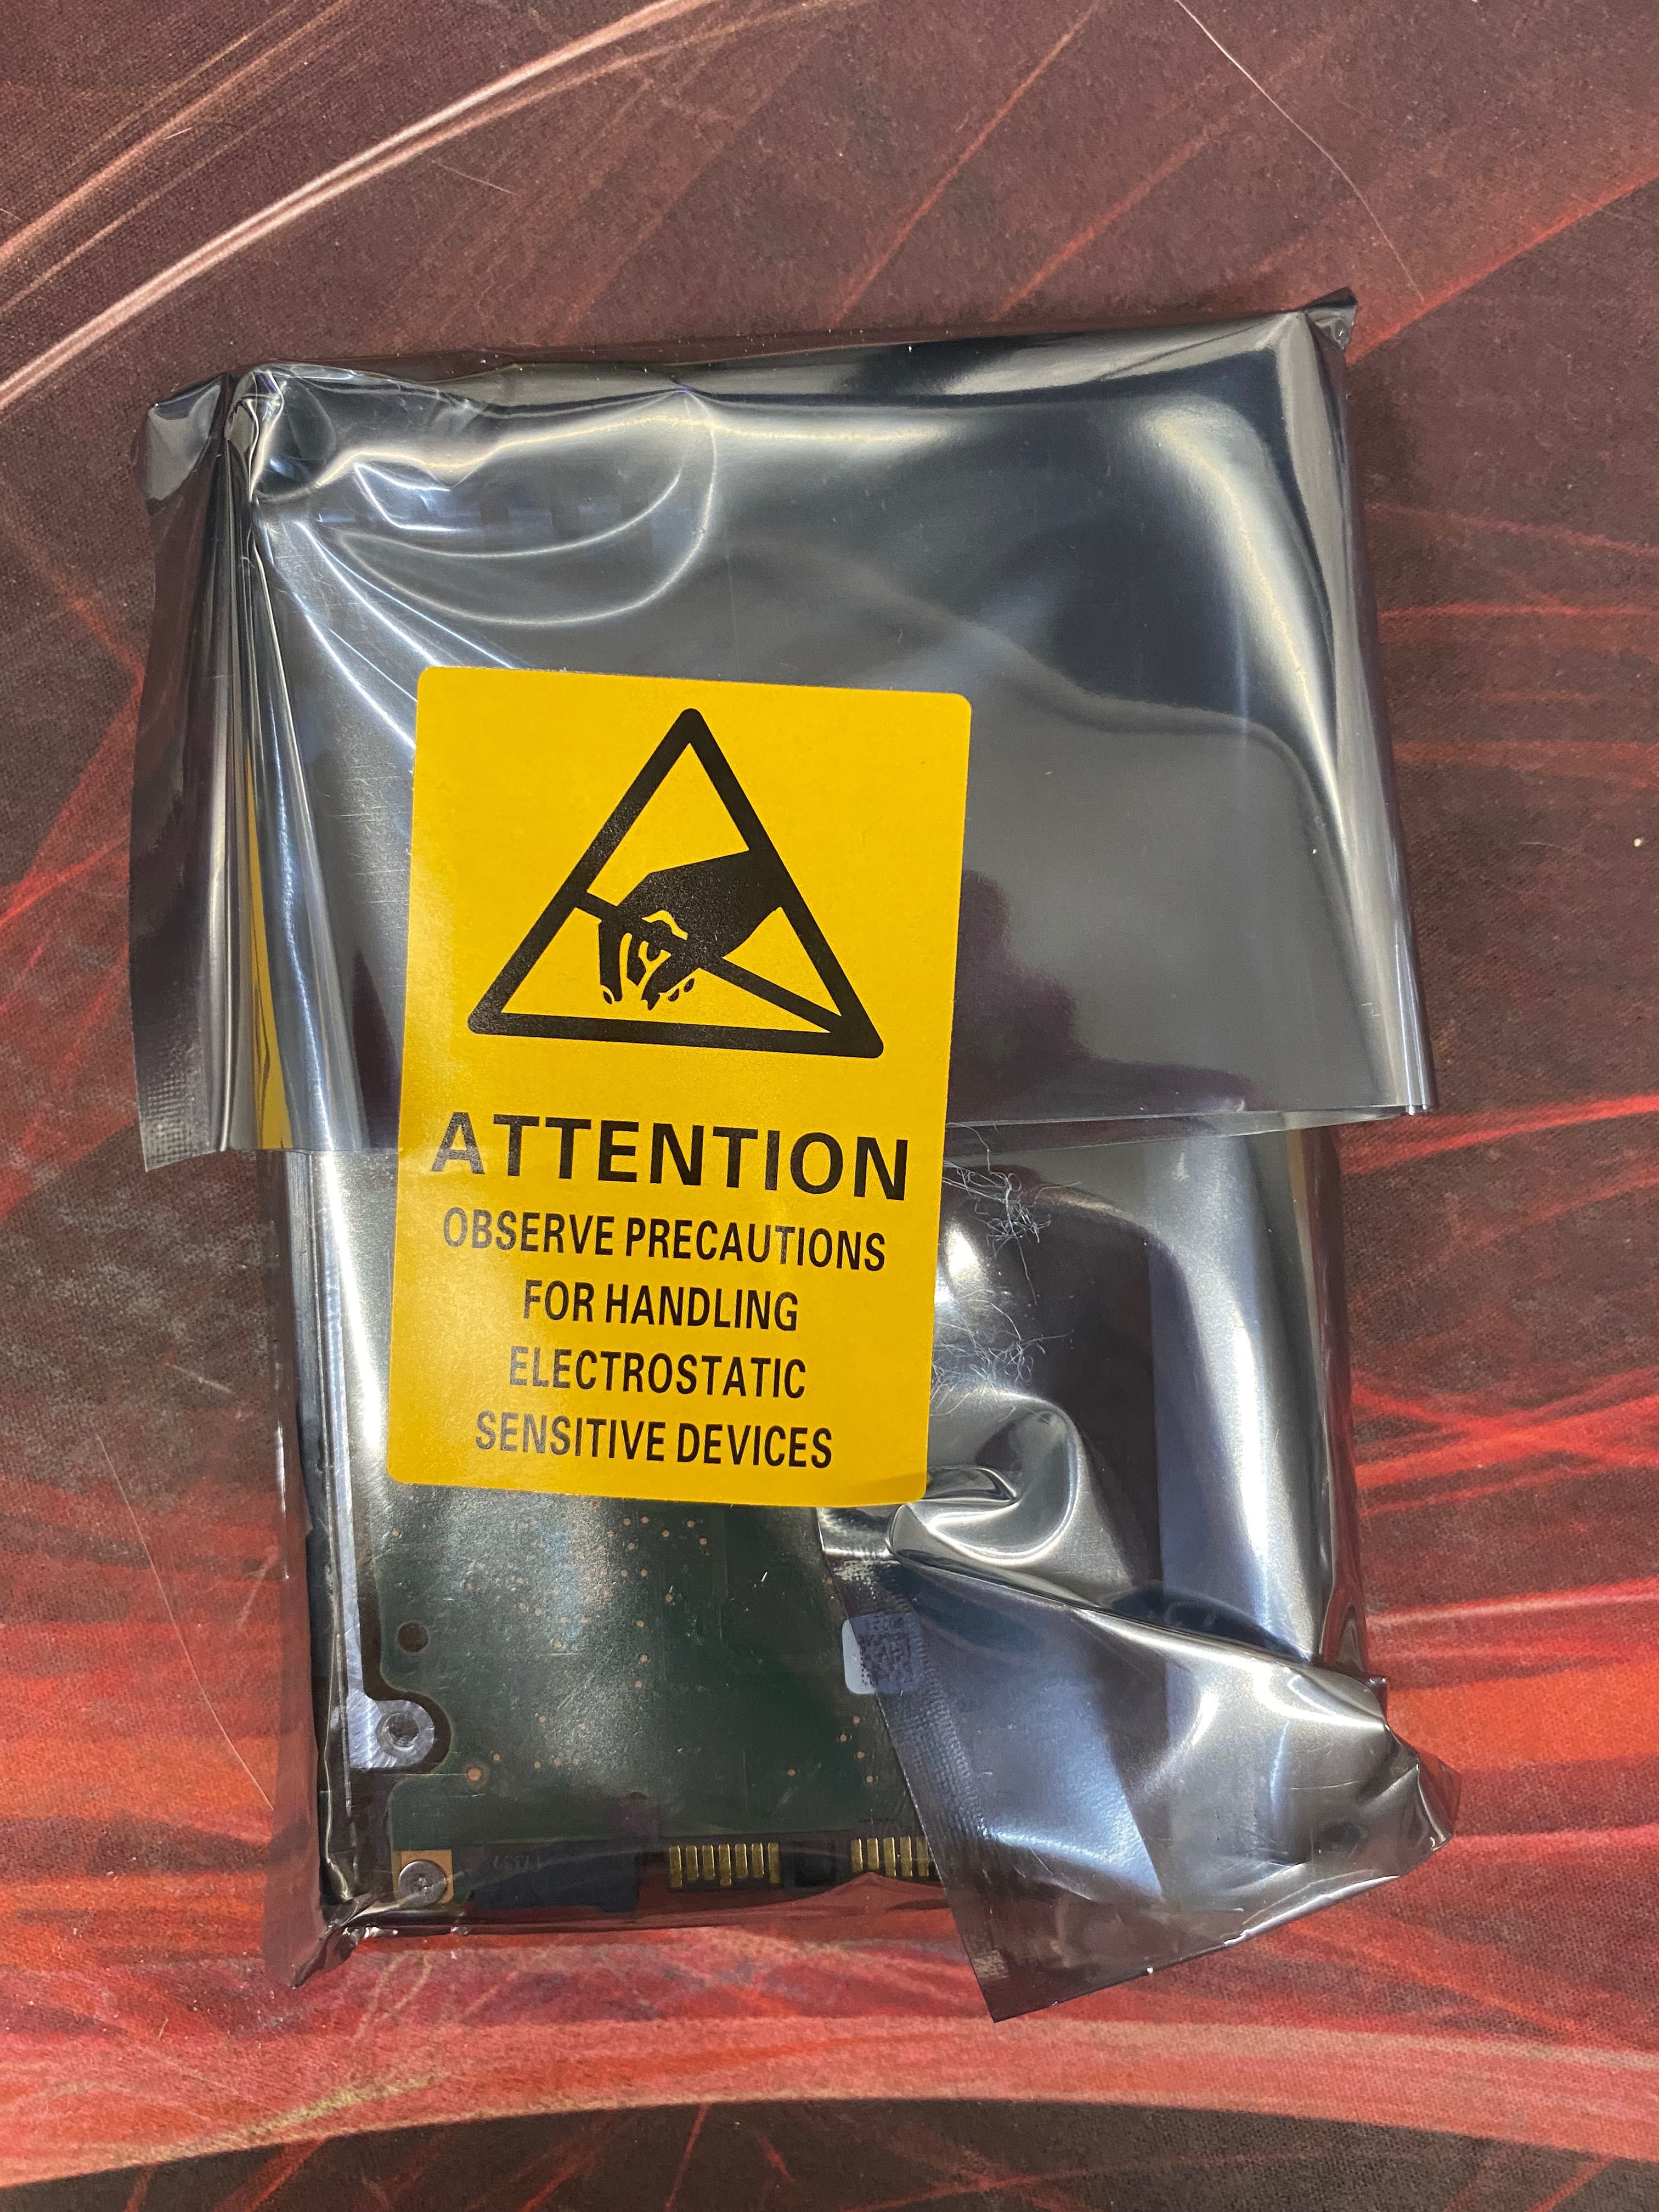 ATTENTION
OBSERVE PRECAUTIONS
FOR HANDLING
ELECTROSTATIC
SENSITIVE DEVICES